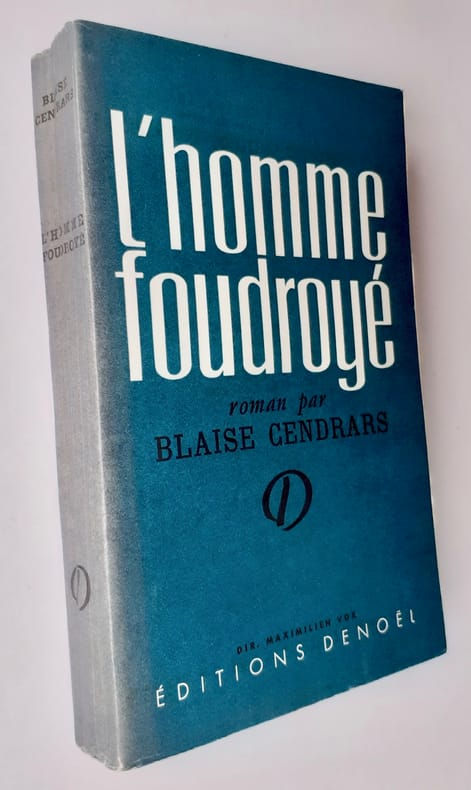 BLAISE
CENDRARS
L'HOMME
FOUDROYÉ
D
l'homme
foudroyé
roman par
BLAISE CENDRARS
D
DIR. MAXIMILIEN VOX
ÉDITIONS DENOËL